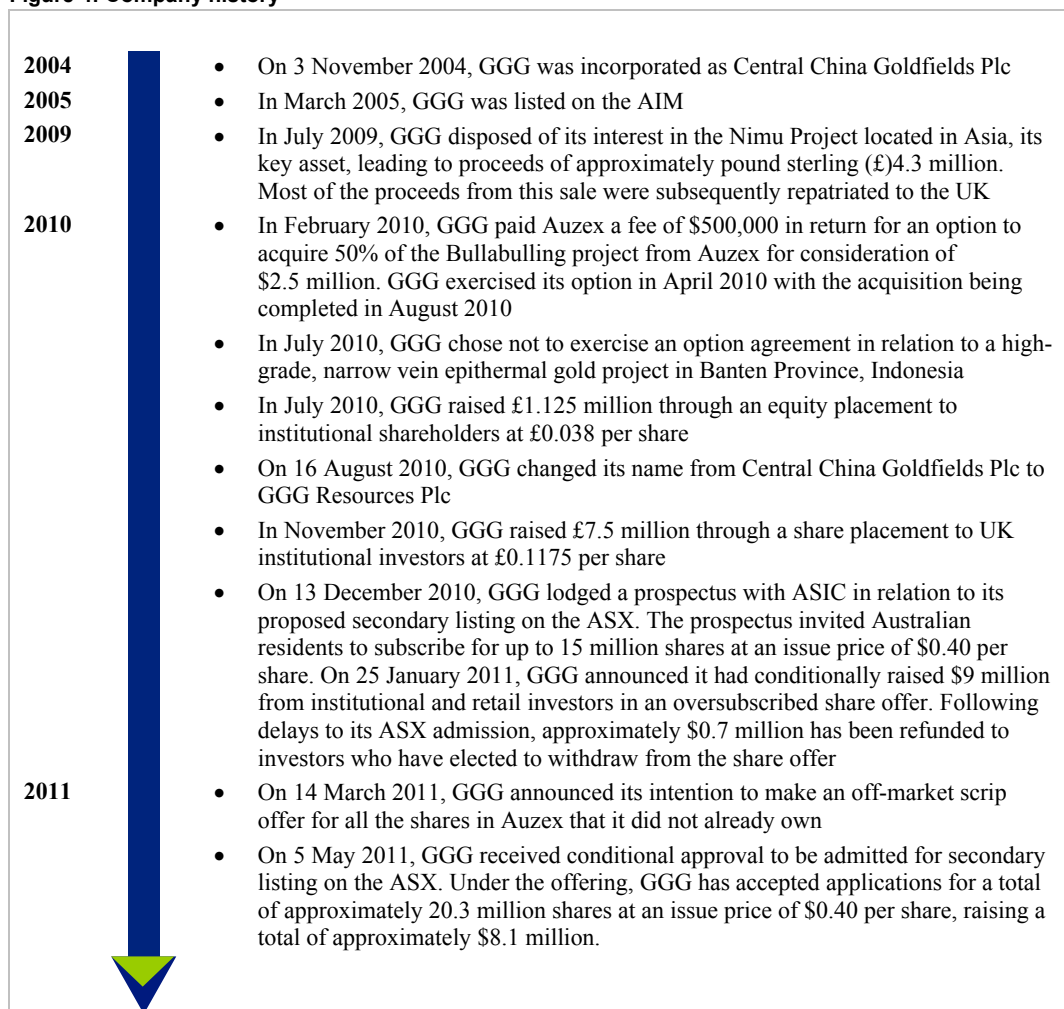 2004 • On 3 November 2004, GGG was incorporated as Central China Goldfields Plc
2005 • In March 2005, GGG was listed on the AIM
2009 • In July 2009, GGG disposed of its interest in the Nimu Project located in Asia, its
key asset, leading to proceeds of approximately pound sterling (£)4.3 million.
Most of the proceeds from this sale were subsequently repatriated to the UK
2010 • In February 2010, GGG paid Auzex a fee of $500,000 in return for an option to
acquire 50% of the Bullabulling project from Auzex for consideration of
$2.5 million. GGG exercised its option in April 2010 with the acquisition being
completed in August 2010
• In July 2010, GGG chose not to exercise an option agreement in relation to a high-
grade, narrow vein epithermal gold project in Banten Province, Indonesia
• In July 2010, GGG raised £1.125 million through an equity placement to
institutional shareholders at £0.038 per share
• On 16 August 2010, GGG changed its name from Central China Goldfields Plc to
GGG Resources Plc
• In November 2010, GGG raised £7.5 million through a share placement to UK
institutional investors at £0.1175 per share
• On 13 December 2010, GGG lodged a prospectus with ASIC in relation to its
proposed secondary listing on the ASX. The prospectus invited Australian
residents to subscribe for up to 15 million shares at an issue price of $0.40 per
share. On 25 January 2011, GGG announced it had conditionally raised $9 million
from institutional and retail investors in an oversubscribed share offer. Following
delays to its ASX admission, approximately $0.7 million has been refunded to
investors who have elected to withdraw from the share offer
2011 • On 14 March 2011, GGG announced its intention to make an off-market scrip
offer for all the shares in Auzex that it did not already own
• On 5 May 2011, GGG received conditional approval to be admitted for secondary
listing on the ASX. Under the offering, GGG has accepted applications for a total
of approximately 20.3 million shares at an issue price of $0.40 per share, raising a
total of approximately $8.1 million.